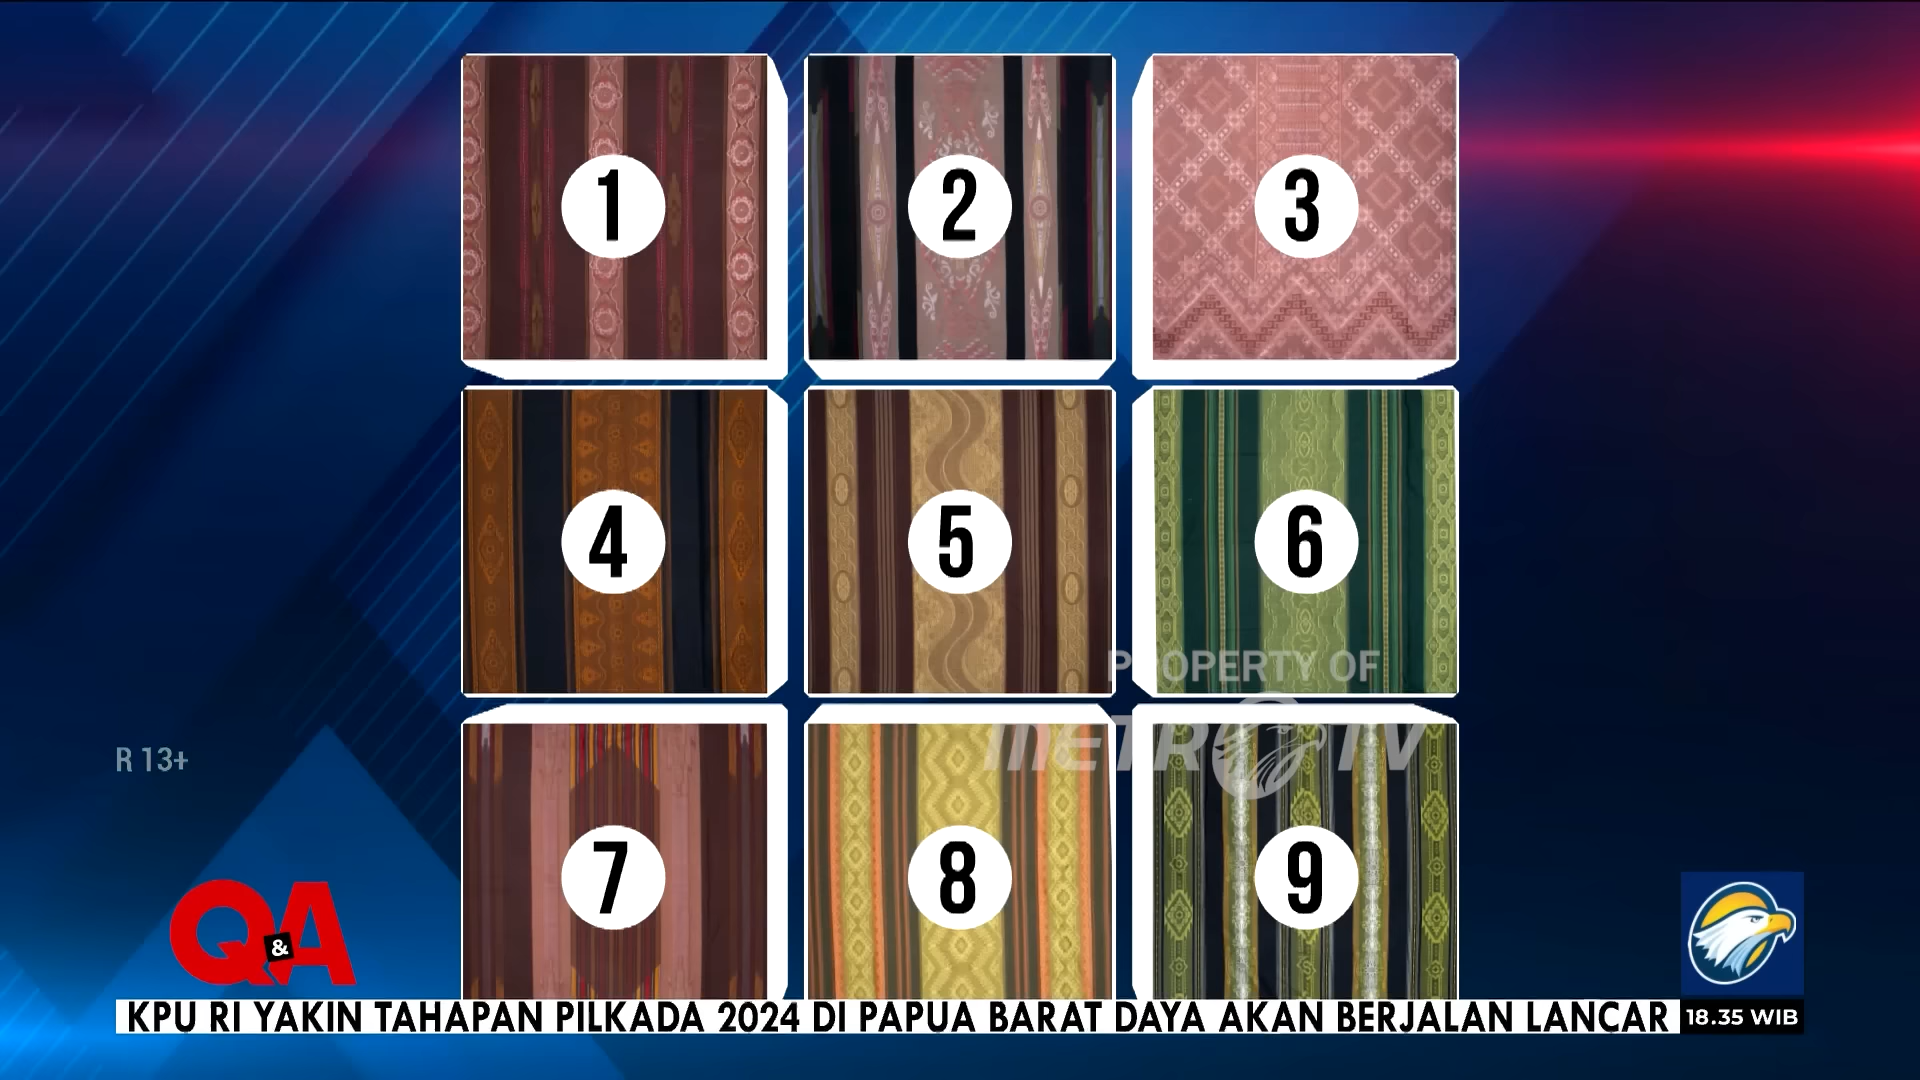 1
2
3
4
5
6
PROPERTY OF
METRO TV
R 13+
7
8
9
Q&A
KPU RI YAKIN TAHAPAN PILKADA 2024 DI PAPUA BARAT DAYA AKAN BERJALAN LANCAR
18.35 WIB